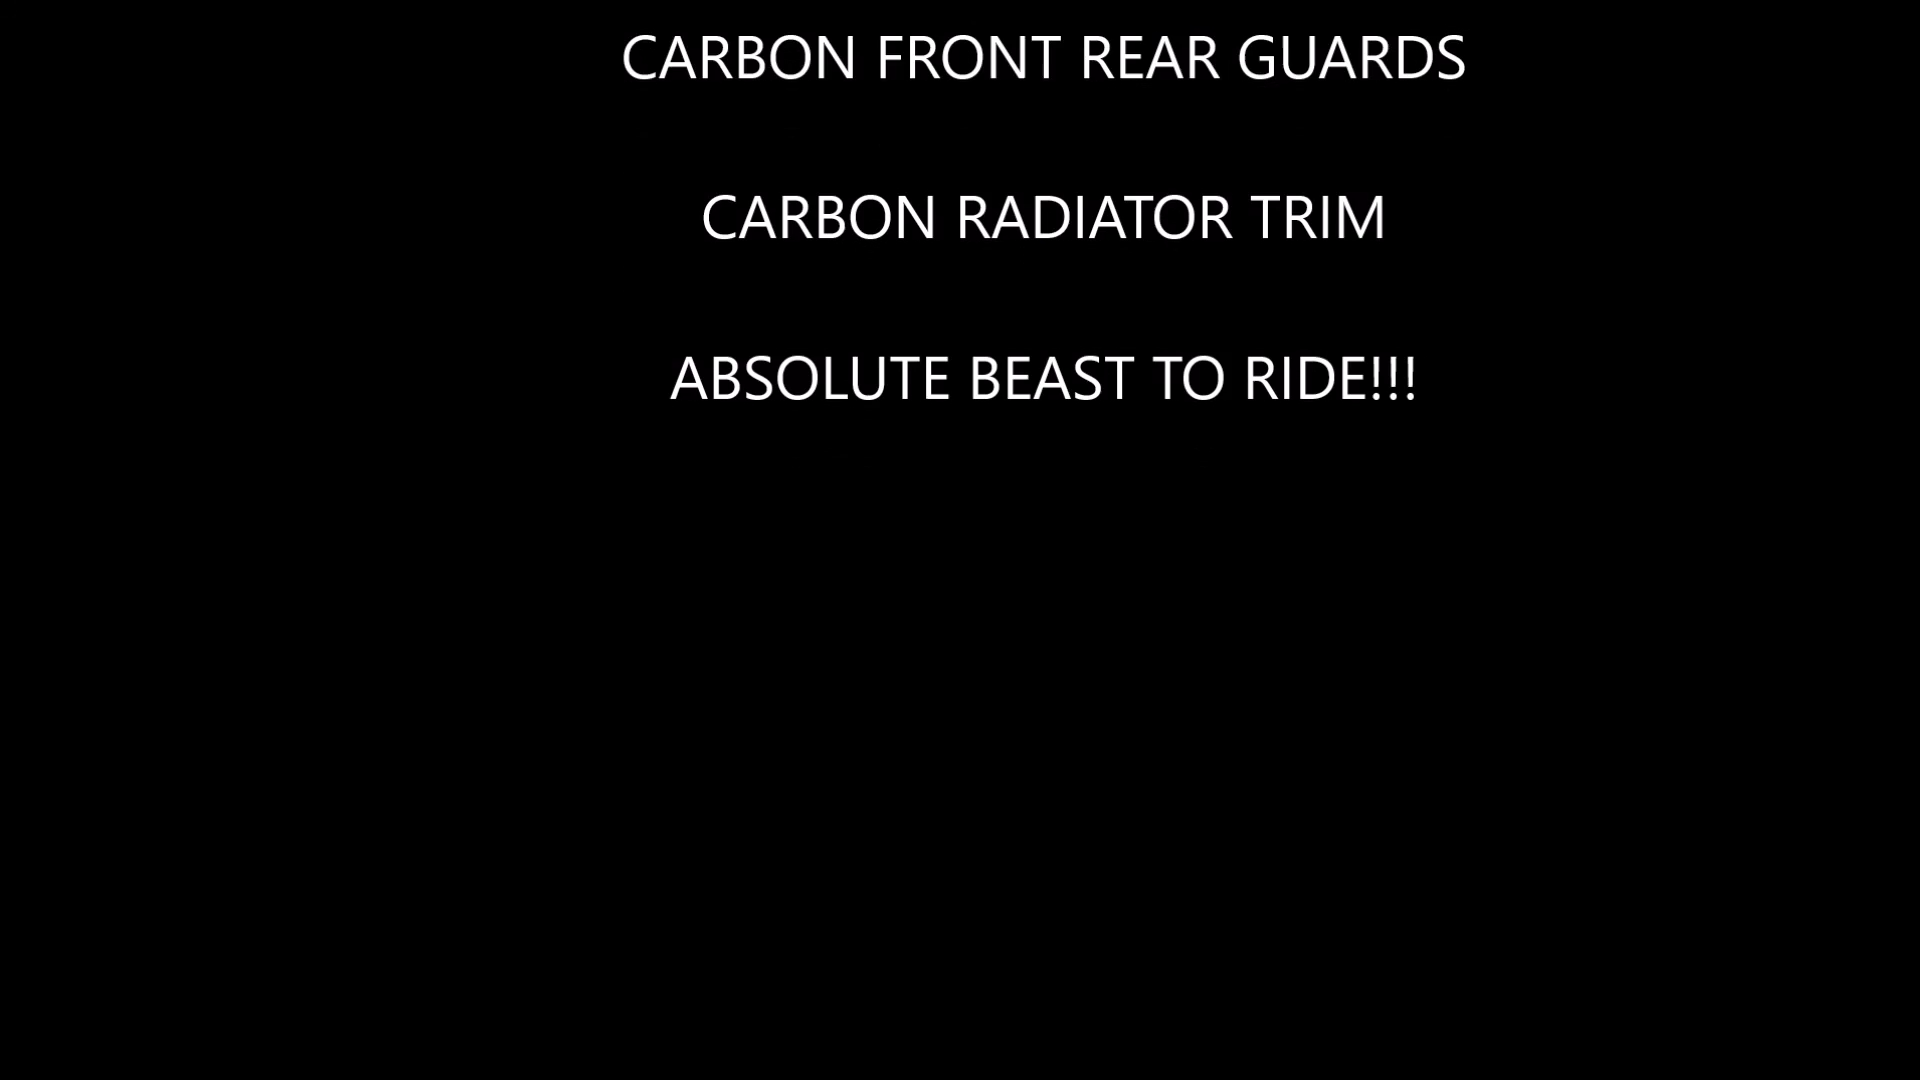 CARBON FRONT REAR GUARDS
CARBON RADIATOR TRIM
ABSOLUTE BEAST TO RIDE!!!